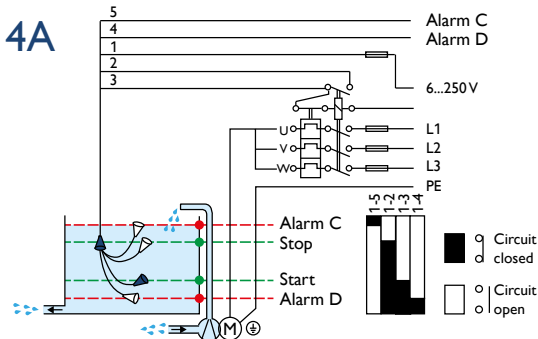 4A
5 Alarm C
4 Alarm D
1
2
3 6...250 V
U L1
V L2
W L3
PE
1-5 1-2 1-3 1-4
Alarm C
Stop
Start
Alarm D
M
Circuit
closed
Circuit
open